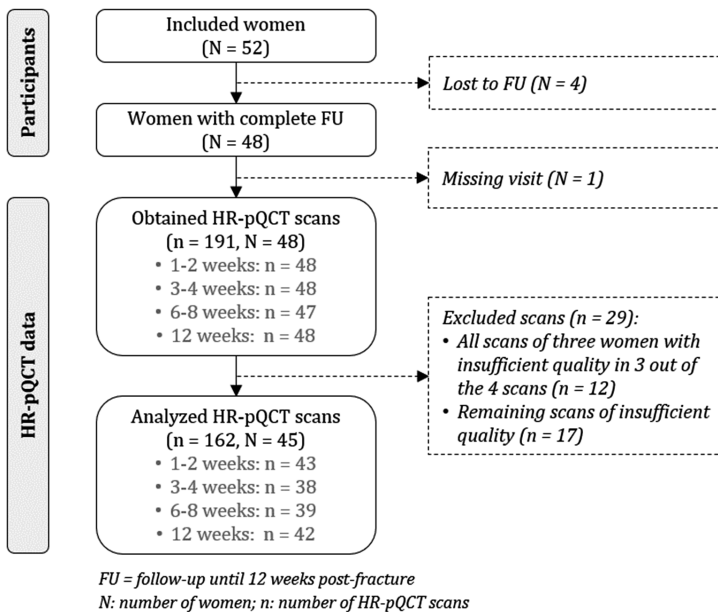 Participants
Included women
(N = 52)
Lost to FU (N = 4)
Women with complete FU
(N = 48)
Missing visit (N = 1)
HR-pQCT data
Obtained HR-pQCT scans
(n = 191, N = 48)
• 1-2 weeks: n = 48
• 3-4 weeks: n = 48
• 6-8 weeks: n = 47
• 12 weeks: n = 48
Excluded scans (n = 29):
• All scans of three women with
insufficient quality in 3 out of
the 4 scans (n = 12)
• Remaining scans of insufficient
quality (n = 17)
Analyzed HR-pQCT scans
(n = 162, N = 45)
• 1-2 weeks: n = 43
• 3-4 weeks: n = 38
• 6-8 weeks: n = 39
• 12 weeks: n = 42
FU = follow-up until 12 weeks post-fracture
N: number of women; n: number of HR-pQCT scans